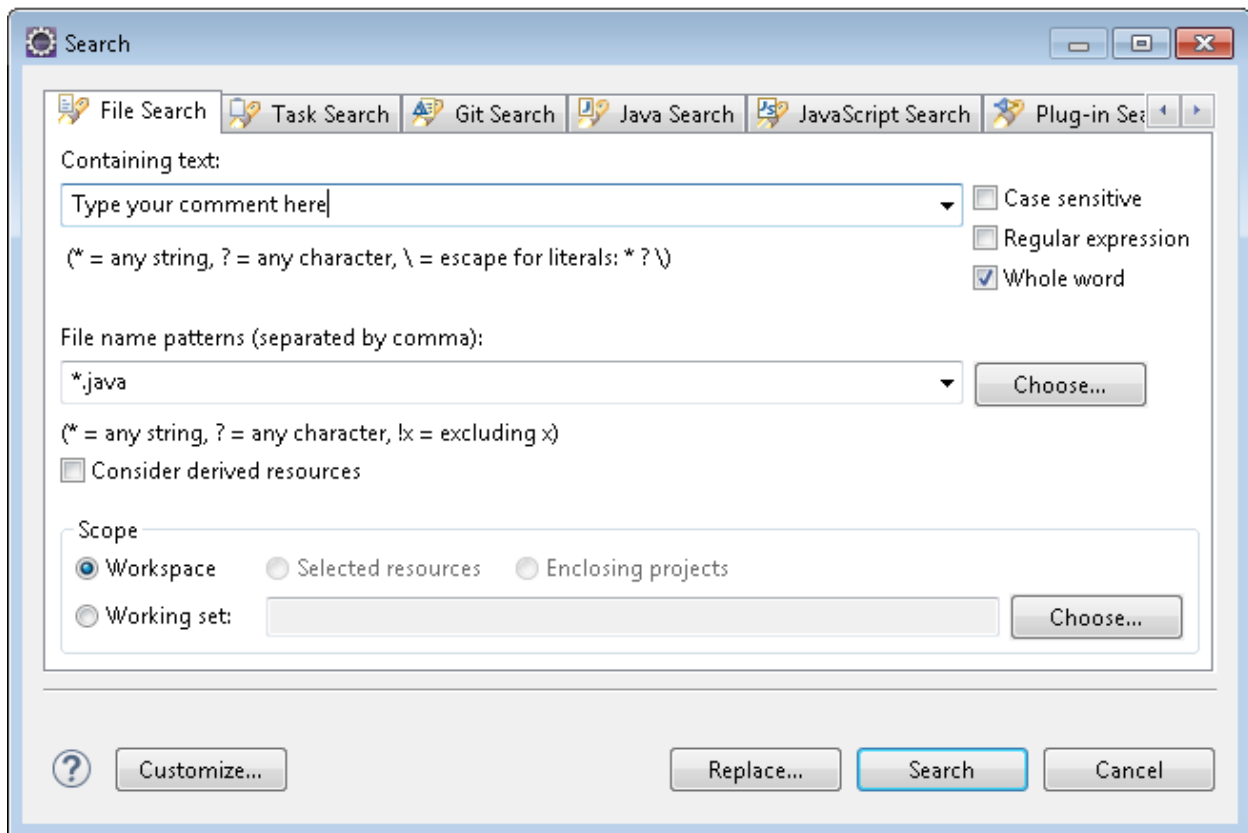 Search
File Search Task Search Git Search Java Search JavaScript Search Plug-in Sea
Containing text:
Type your comment here
Case sensitive
(* = any string, ? = any character, \ = escape for literals: * ? \)
Regular expression
Whole word
File name patterns (separated by comma):
*.java
Choose...
(* = any string, ? = any character, !x = excluding x)
Consider derived resources
Scope
Workspace Selected resources Enclosing projects
Working set:
Choose...
?
Customize...
Replace...
Search
Cancel